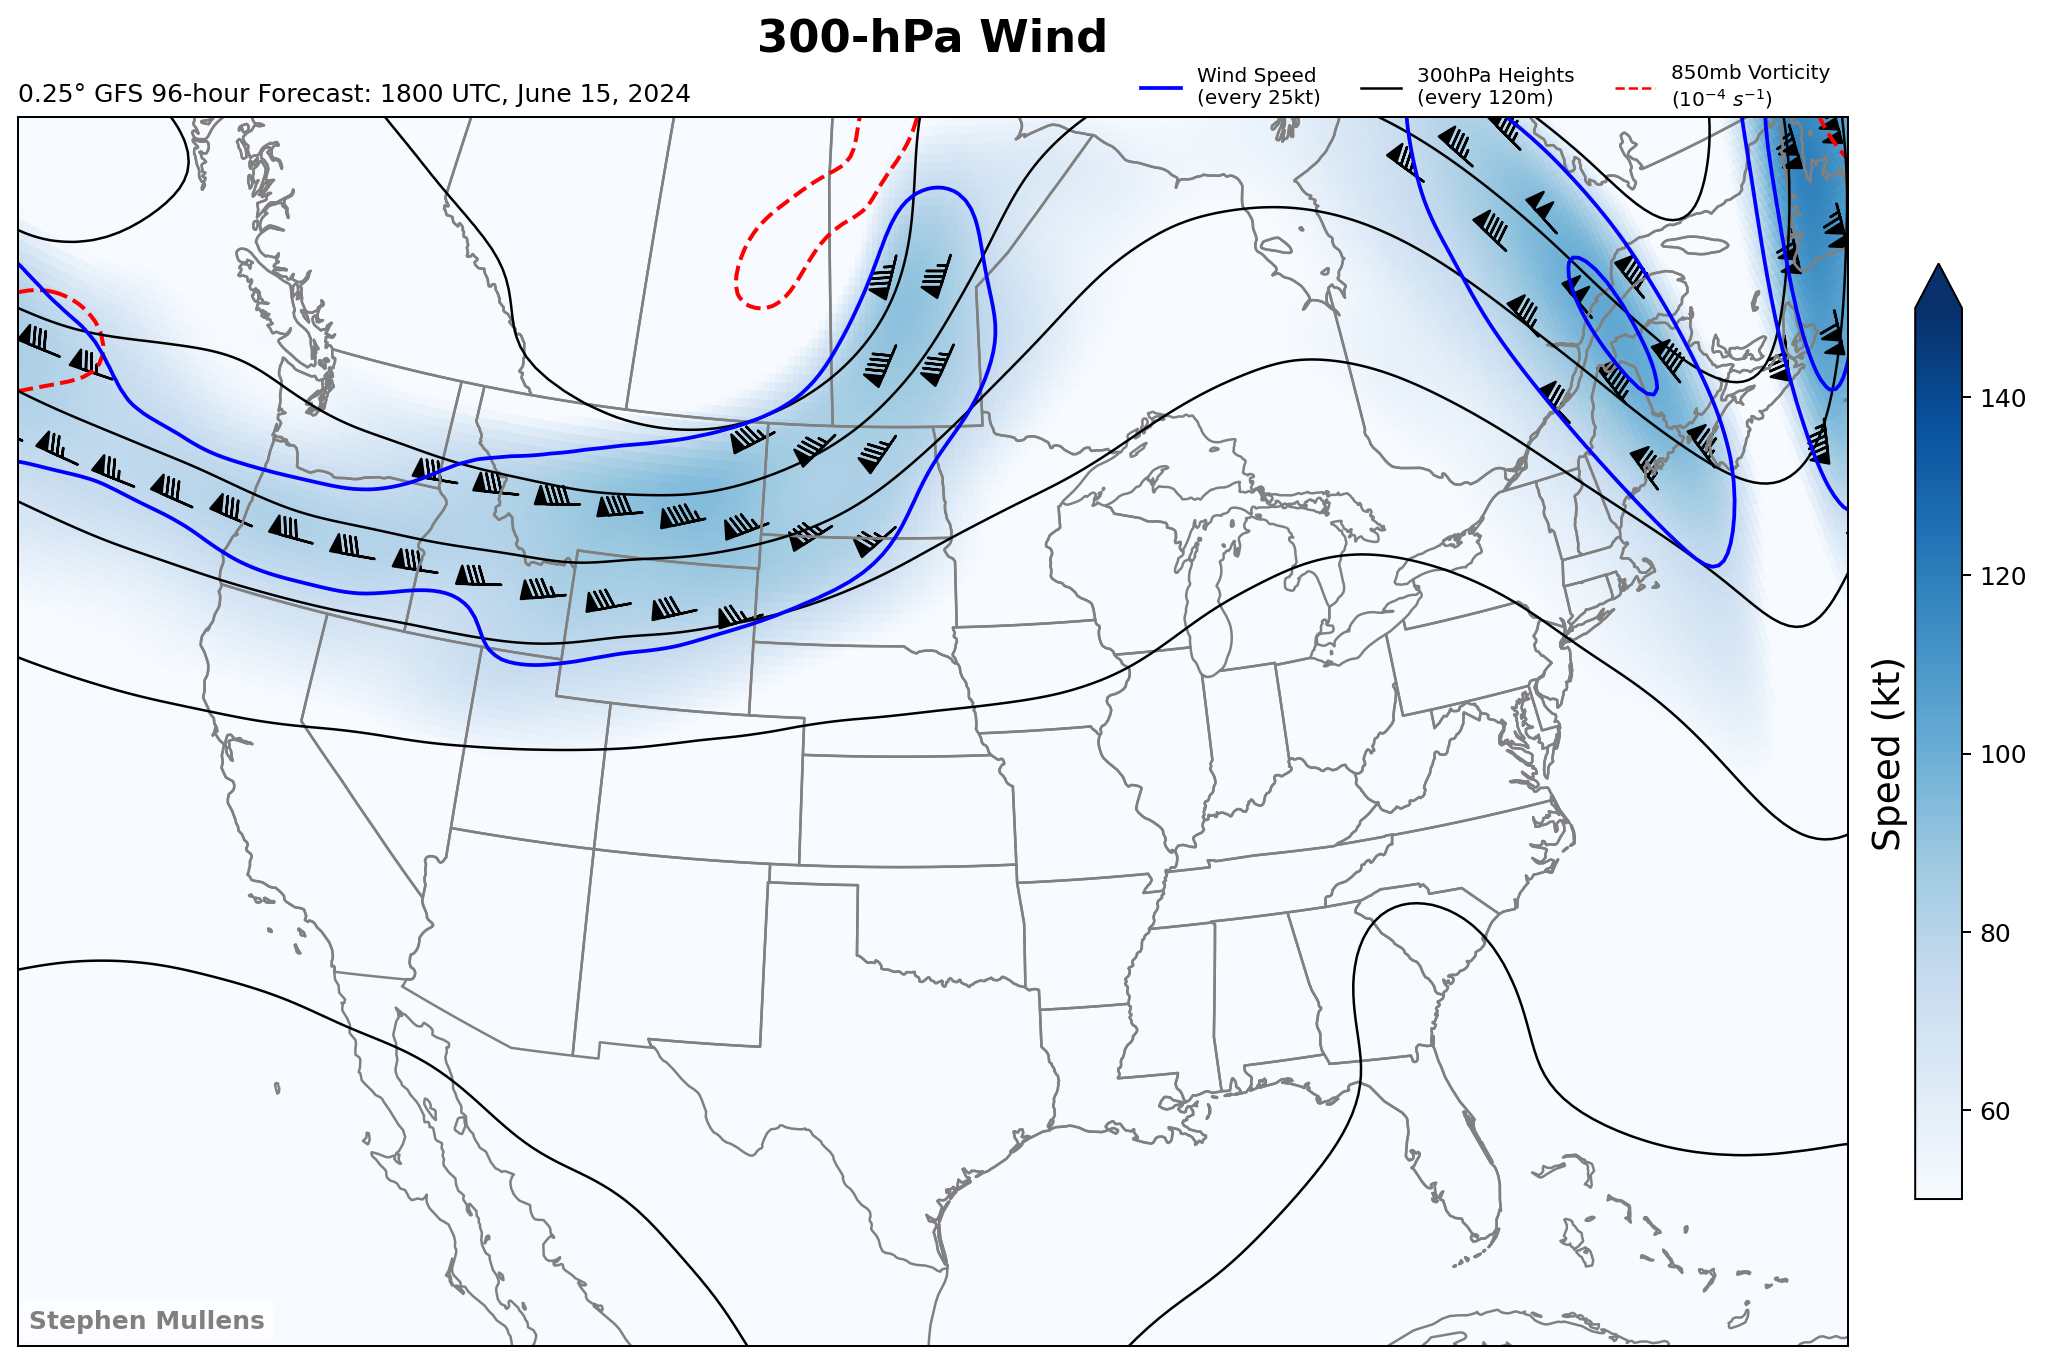 300-hPa Wind
0.25° GFS 96-hour Forecast: 1800 UTC, June 15, 2024
Wind Speed
(every 25kt)
300hPa Heights
(every 120m)
850mb Vorticity
(10⁻⁴ s⁻¹)
140
120
100
80
60
Speed (kt)
Stephen Mullens